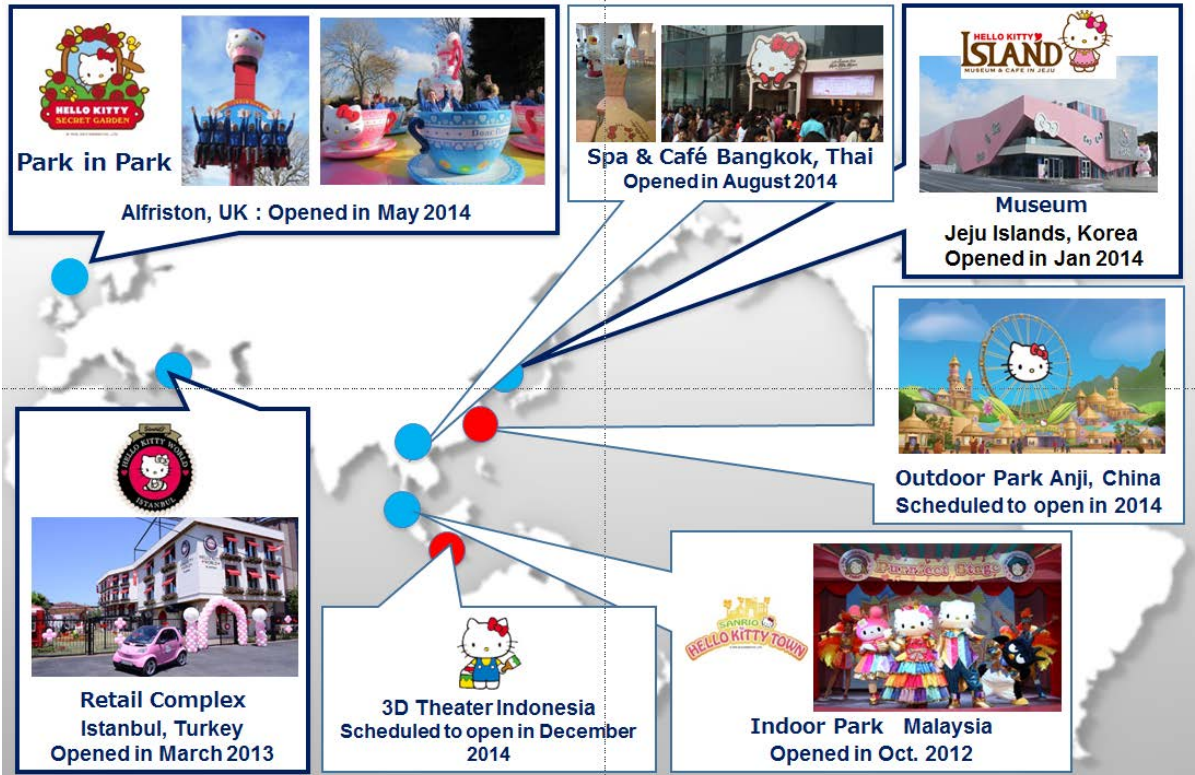 HELLO KITTY
SECRET GARDEN
Park in Park
Alfriston, UK : Opened in May 2014
Spa & Café Bangkok, Thai
Opened in August 2014
HELLO KITTY
ISLAND
MUSEUM & CAFE IN JEJU
Museum
Jeju Islands, Korea
Opened in Jan 2014
Outdoor Park Anji, China
Scheduled to open in 2014
Sanrio
HELLO KITTY WORLD
ISTANBUL
Retail Complex
Istanbul, Turkey
Opened in March 2013
3D Theater Indonesia
Scheduled to open in December
2014
SANRIO
HELLO KITTY TOWN
Purrfect Stage
Indoor Park Malaysia
Opened in Oct. 2012